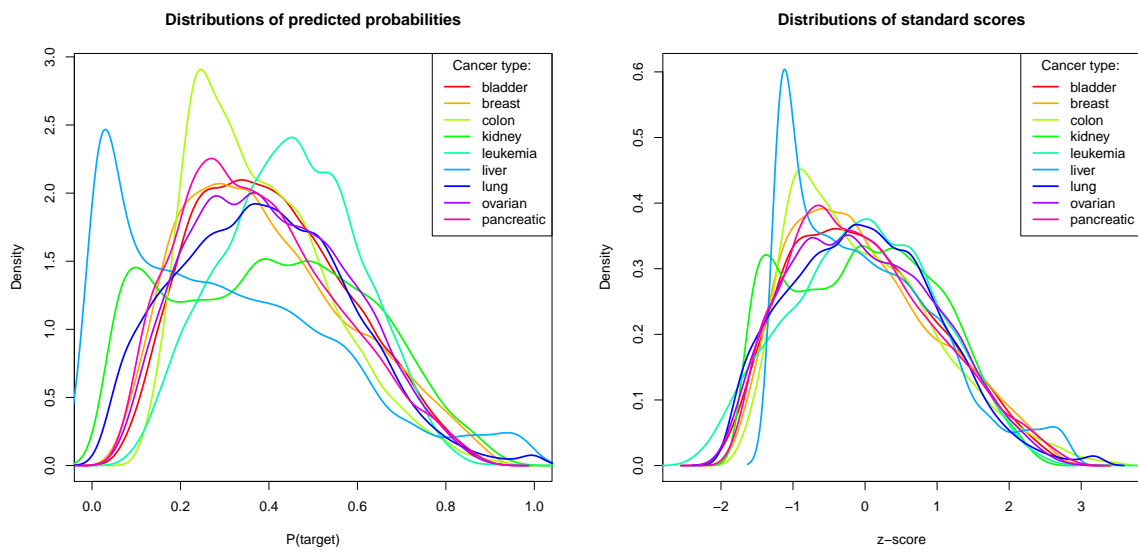 Distributions of predicted probabilities
3.0
2.5
2.0
1.5
1.0
0.5
0.0
Density
0.0 0.2 0.4 0.6 0.8 1.0
P(target)
Cancer type:
bladder
breast
colon
kidney
leukemia
liver
lung
ovarian
pancreatic
Distributions of standard scores
0.6
0.5
0.4
0.3
0.2
0.1
0.0
Density
−2 −1 0 1 2 3
z−score
Cancer type:
bladder
breast
colon
kidney
leukemia
liver
lung
ovarian
pancreatic